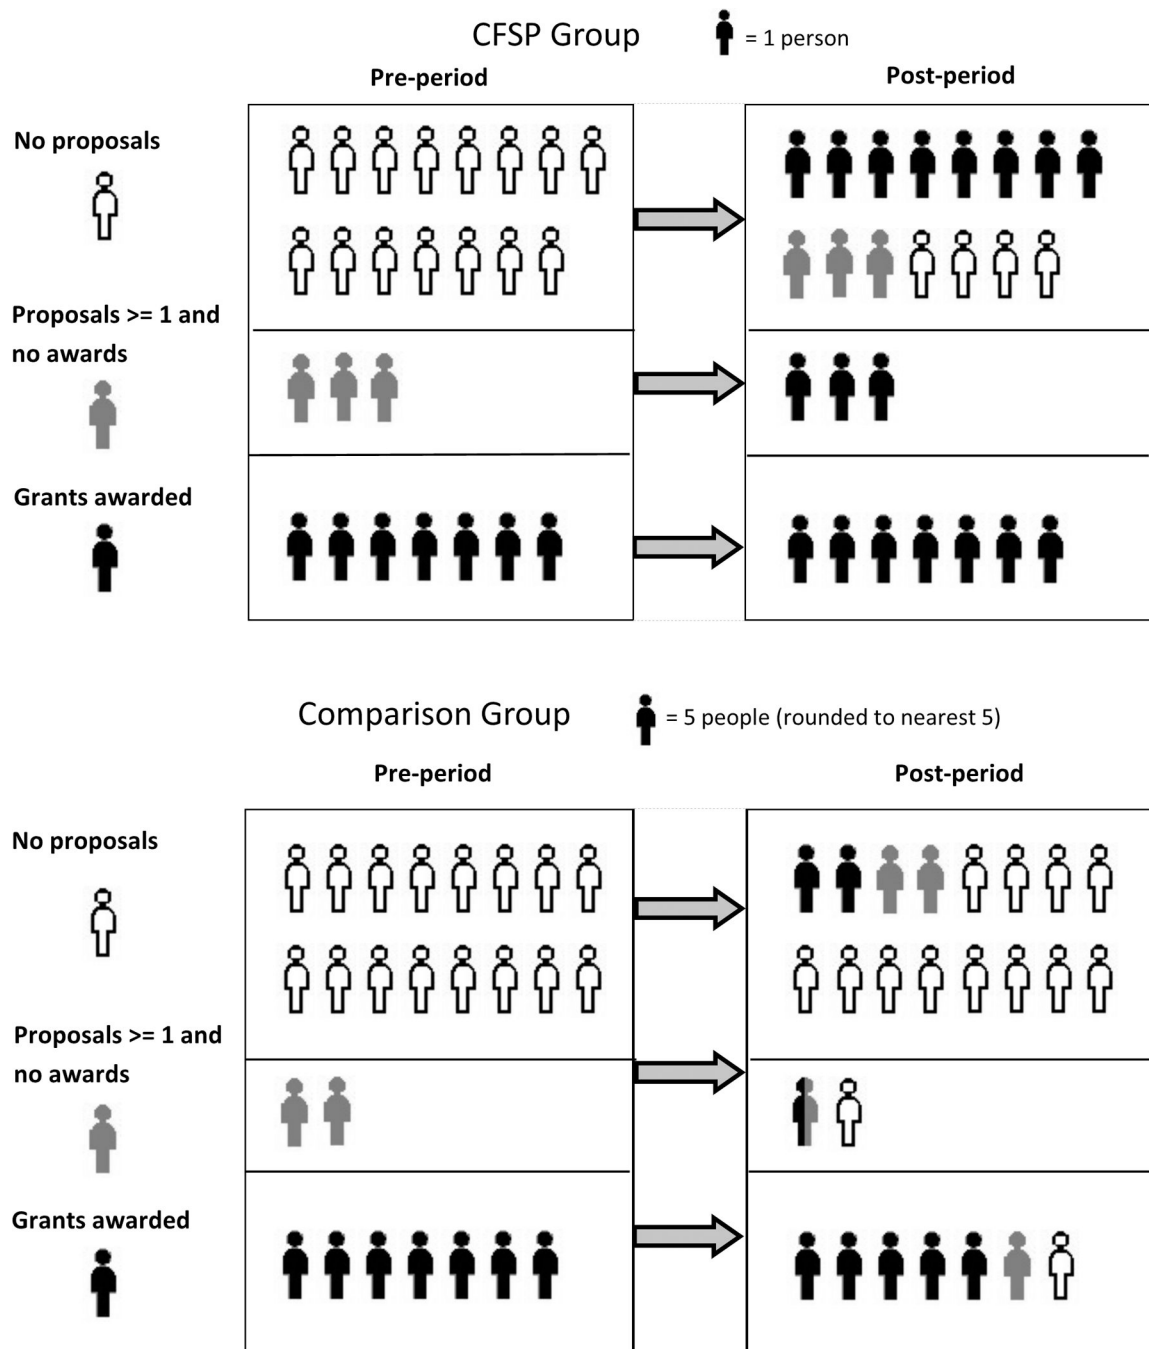 CFSP Group
= 1 person
Pre-period
Post-period
No proposals
Proposals >= 1 and
no awards
Grants awarded
Comparison Group
= 5 people (rounded to nearest 5)
Pre-period
Post-period
No proposals
Proposals >= 1 and
no awards
Grants awarded